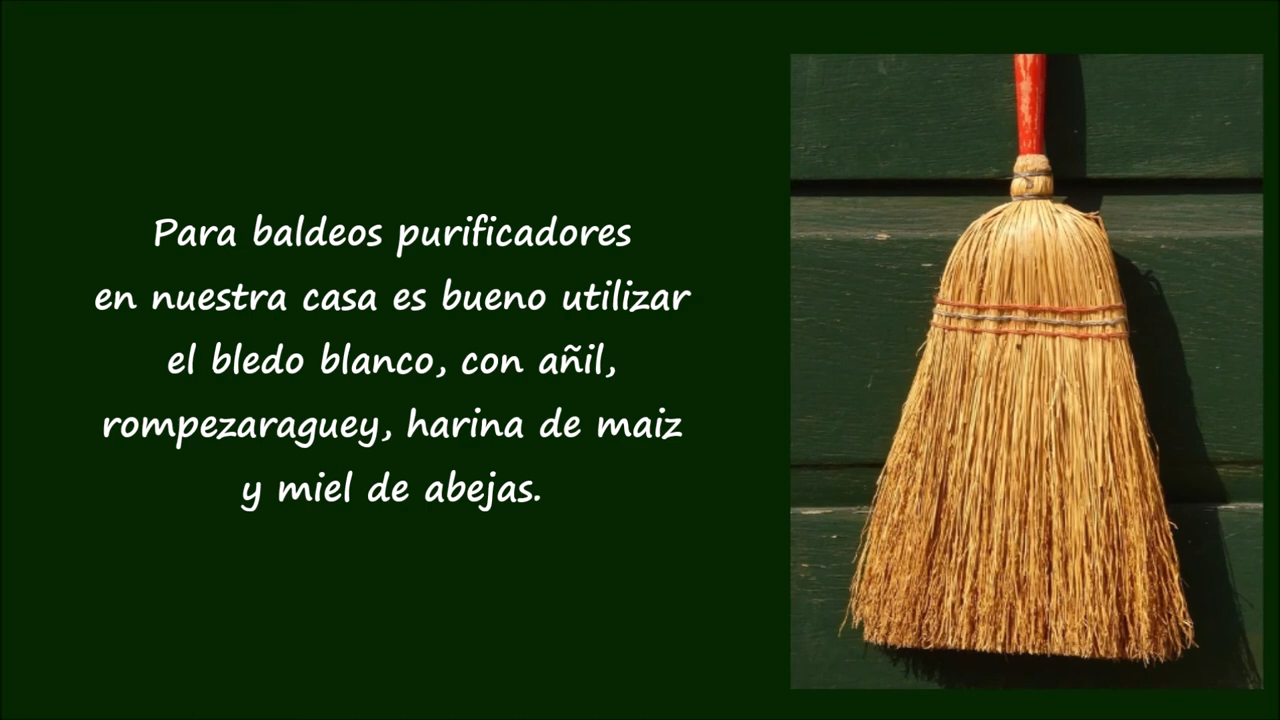 Para baldeos purificadores
en nuestra casa es bueno utilizar
el bledo blanco, con añil,
rompezaraguey, harina de maiz
y miel de abejas.